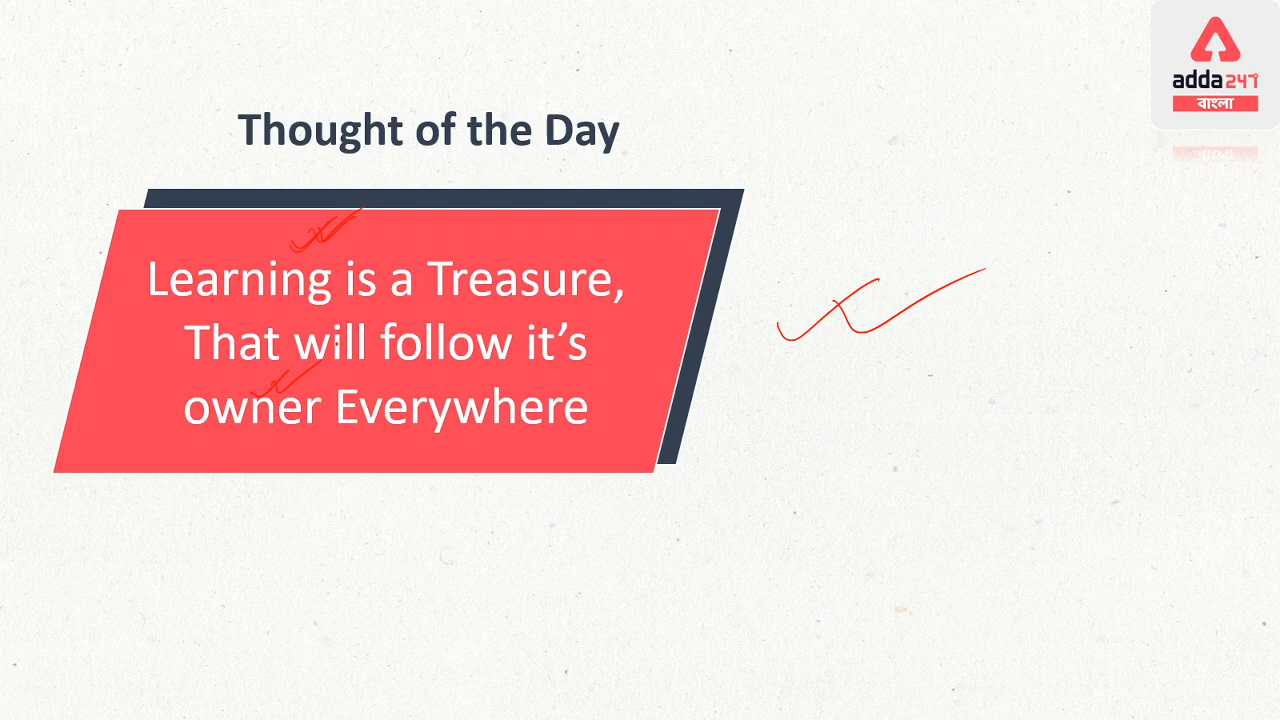 adda247
বাংলা
Thought of the Day
Learning is a Treasure,
That will follow it’s
owner Everywhere